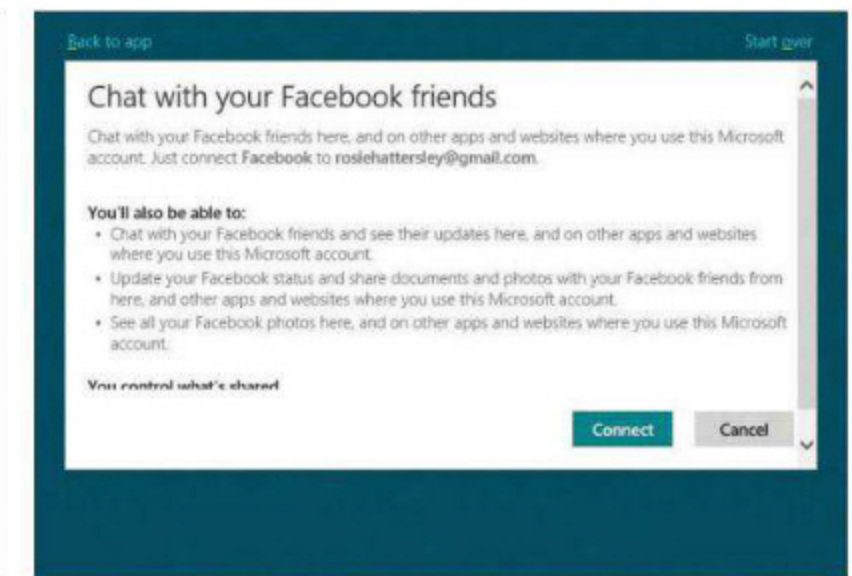 Back to app
Start over
Chat with your Facebook friends
Chat with your Facebook friends here, and on other apps and websites where you use this Microsoft
account. Just connect Facebook to rosiehattersley@gmail.com.
You'll also be able to:
• Chat with your Facebook friends and see their updates here, and on other apps and websites
where you use this Microsoft account.
• Update your Facebook status and share documents and photos with your Facebook friends from
here, and other apps and websites where you use this Microsoft account.
• See all your Facebook photos here, and on other apps and websites where you use this Microsoft
account.
You control what's shared
Connect
Cancel